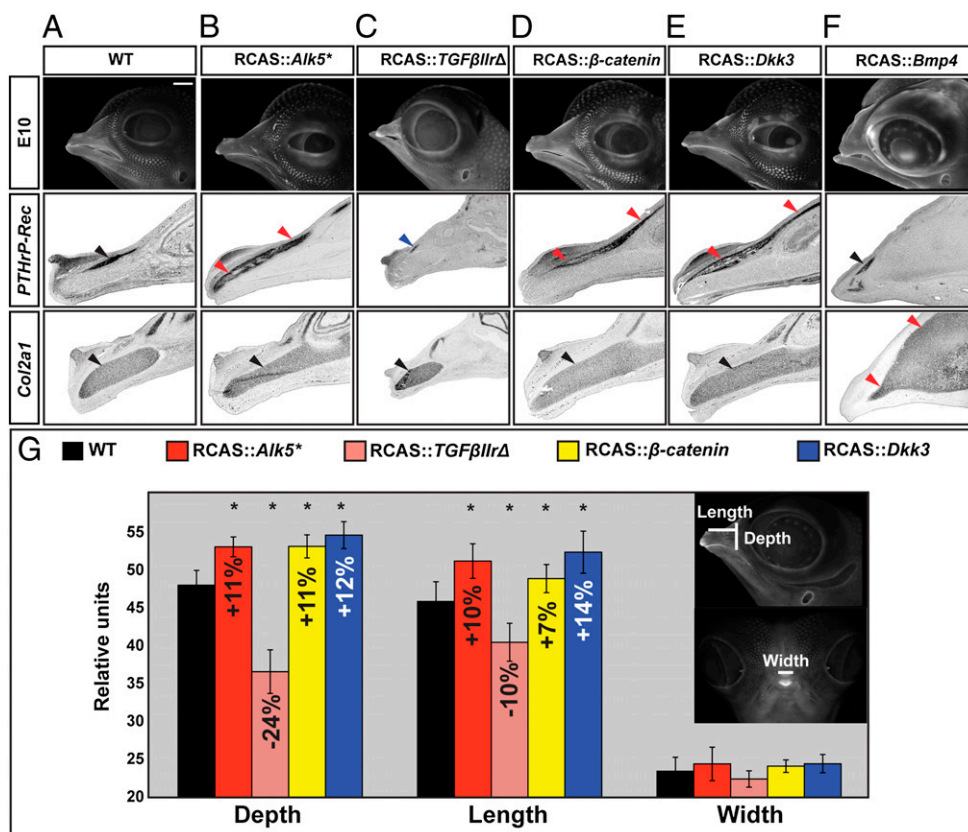 A B C D E F
WT RCAS::Alk5* RCAS::TGFβIIrΔ RCAS::β-catenin RCAS::Dkk3 RCAS::Bmp4
E10
PTHrP-Rec
Col2a1
G WT RCAS::Alk5* RCAS::TGFβIIrΔ RCAS::β-catenin RCAS::Dkk3
Relative units
55
50
45
40
35
30
25
20
* * * *
+11% -24% +11% +12%
* * * *
+10% -10% +7% +14%
Length
Depth
Width
Depth Length Width